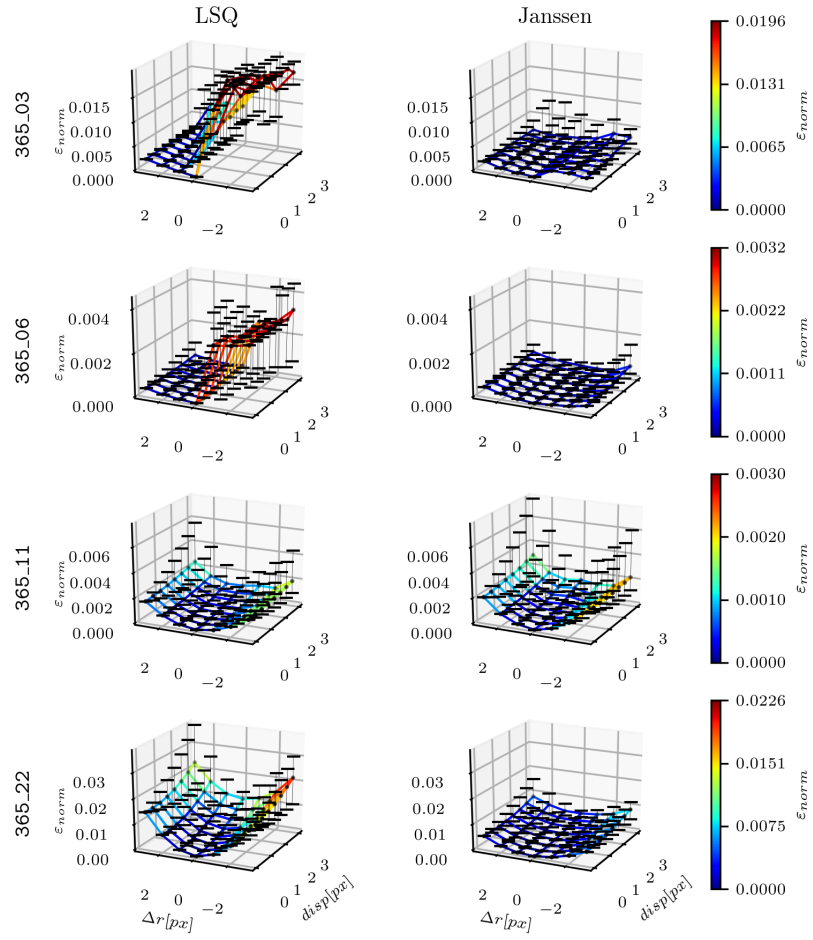 LSQ Janssen
365_03
0.015
0.010
0.005
0.000
ε_norm
2 0 −2
0 1 2 3
0.015
0.010
0.005
0.000
2 0 −2
0 1 2 3
0.0196
0.0131
0.0065
0.0000
ε_norm
365_06
0.004
0.002
0.000
ε_norm
2 0 −2
0 1 2 3
0.004
0.002
0.000
2 0 −2
0 1 2 3
0.0032
0.0022
0.0011
0.0000
ε_norm
365_11
0.006
0.004
0.002
0.000
ε_norm
2 0 −2
0 1 2 3
0.006
0.004
0.002
0.000
2 0 −2
0 1 2 3
0.0030
0.0020
0.0010
0.0000
ε_norm
365_22
0.03
0.02
0.01
0.00
ε_norm
2 0 −2
Δr[px]
0 1 2 3
disp[px]
0.03
0.02
0.01
0.00
2 0 −2
Δr[px]
0 1 2 3
disp[px]
0.0226
0.0151
0.0075
0.0000
ε_norm